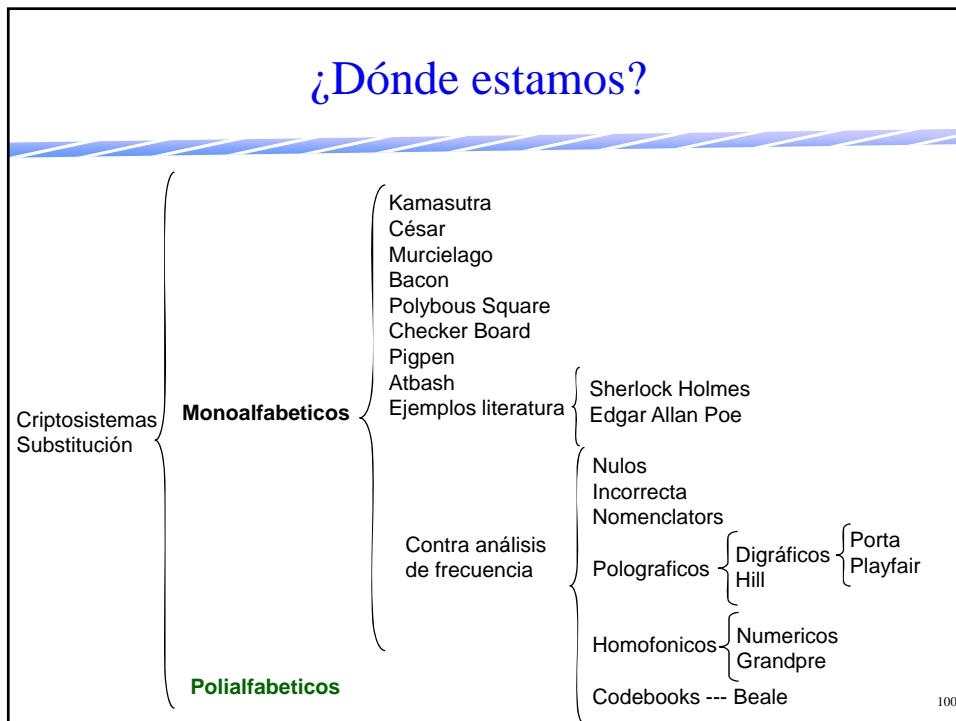 ¿Dónde estamos?
Kamasutra
César
Murcielago
Bacon
Polybous Square
Checker Board
Pigpen
Atbash
Ejemplos literatura
Sherlock Holmes
Edgar Allan Poe
Criptosistemas
Substitución
Monoalfabeticos
Contra análisis
de frecuencia
Nulos
Incorrecta
Nomenclators
Polograficos
Digráficos
Hill
Porta
Playfair
Homofonicos
Numericos
Grandpre
Codebooks --- Beale
Polialfabeticos
100